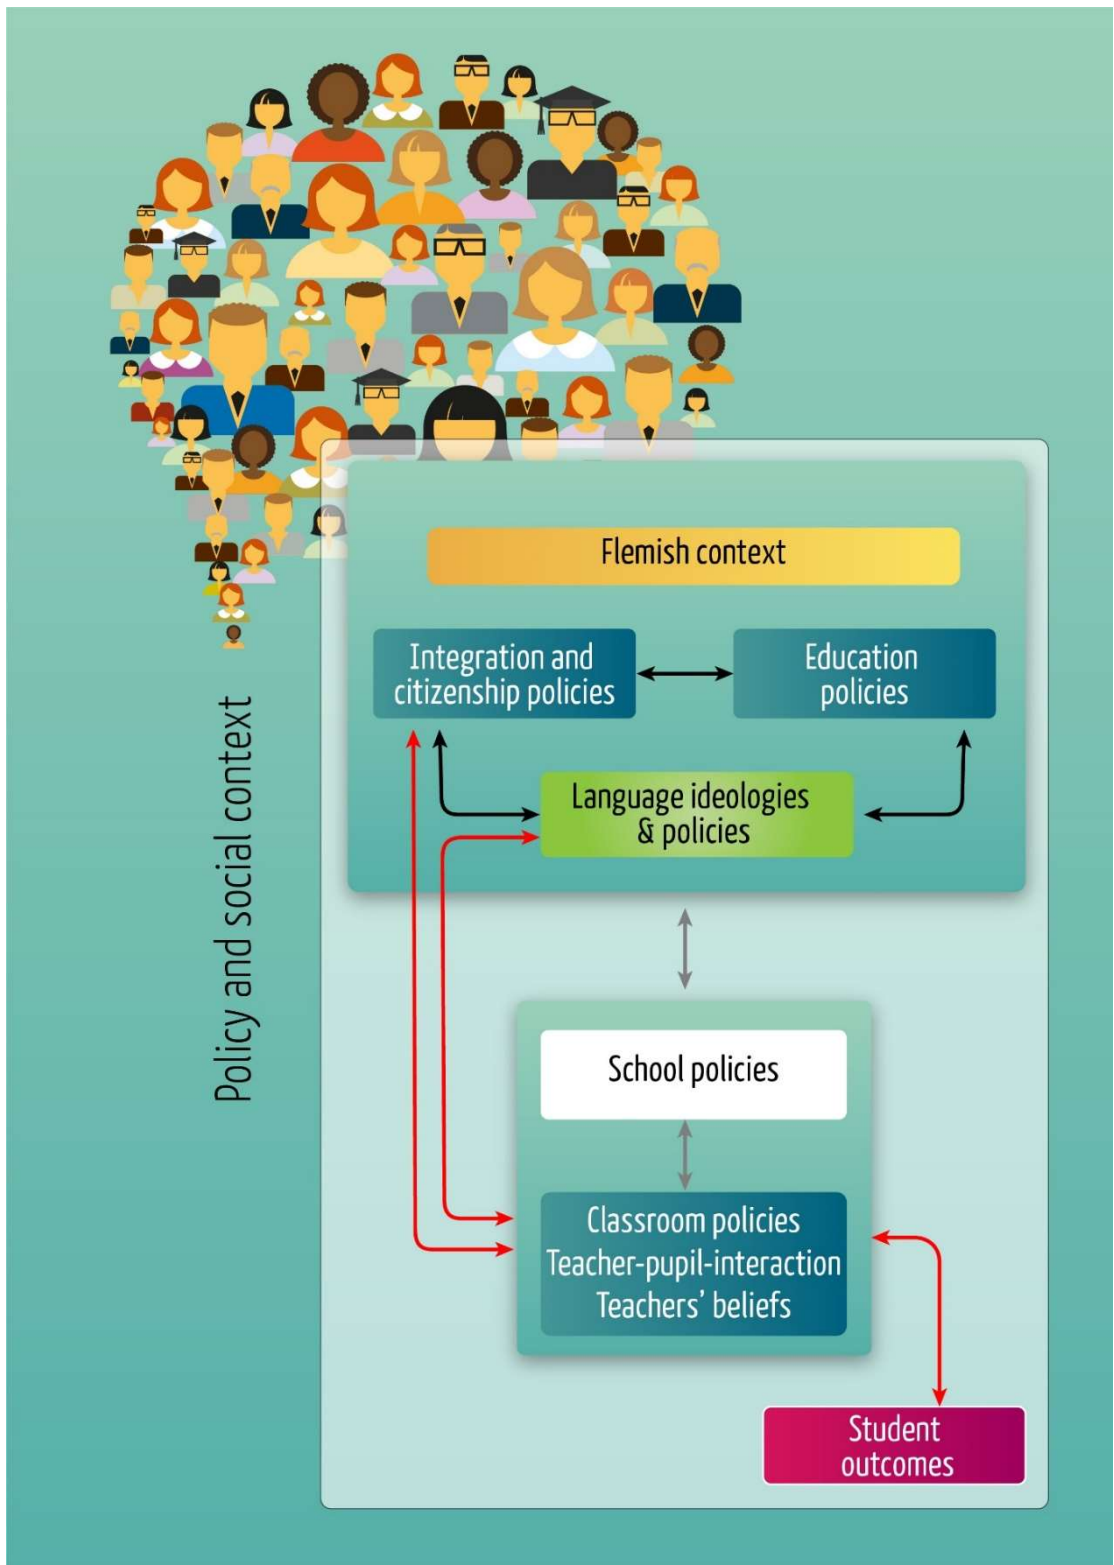 Flemish context
Integration and
citizenship policies
Education
policies
Language ideologies
& policies
Policy and social context
School policies
Classroom policies
Teacher-pupil-interaction
Teachers' beliefs
Student
outcomes